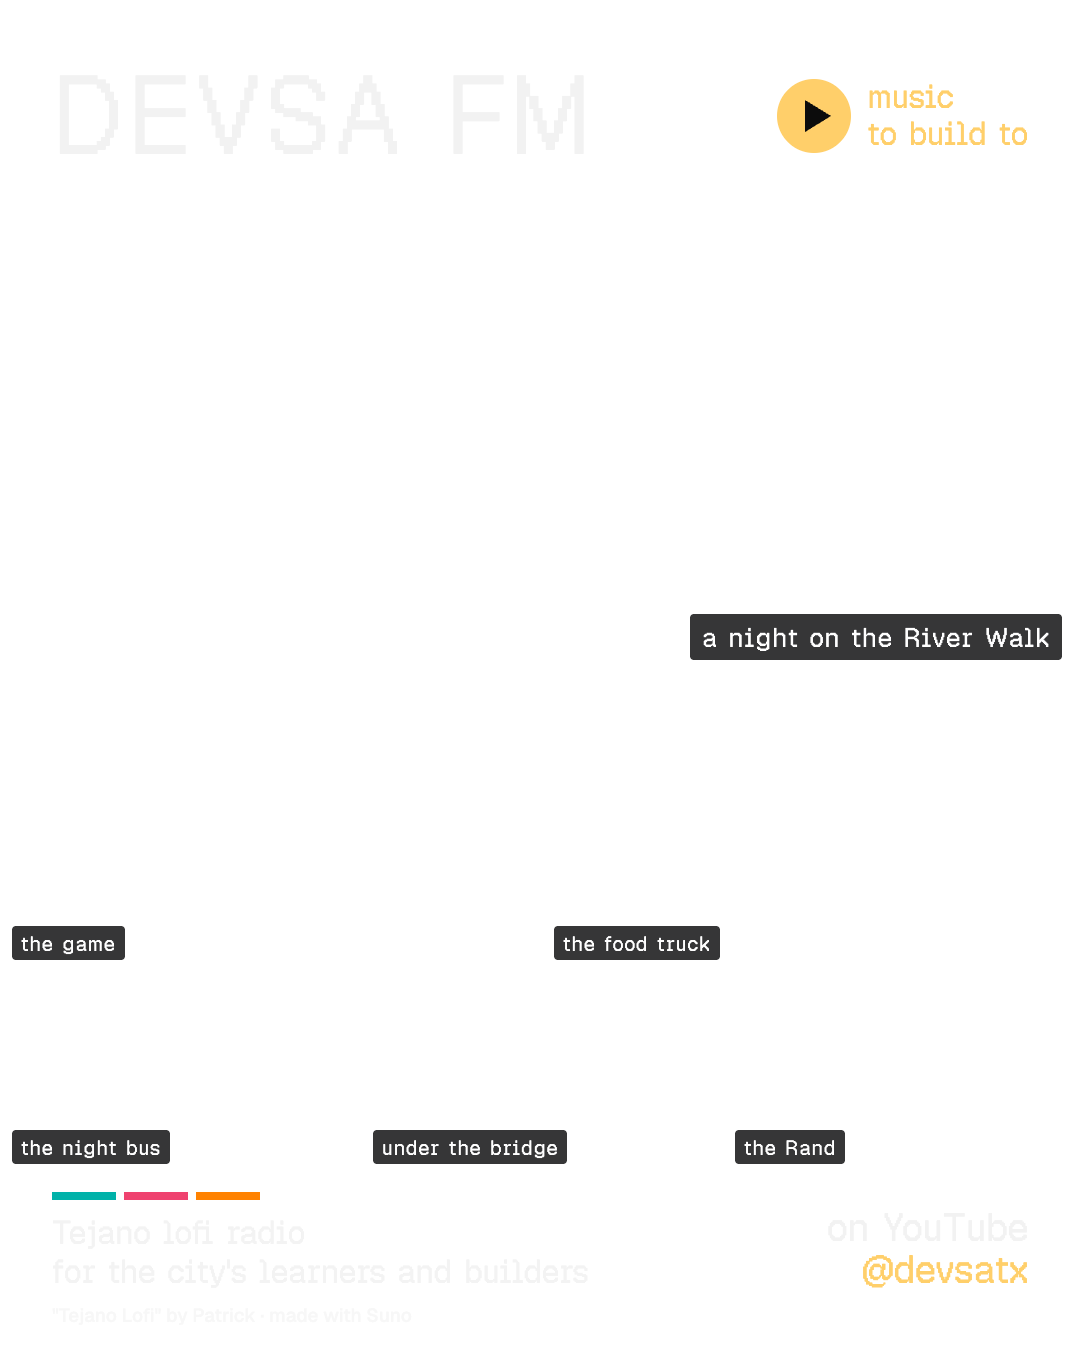 DEVSA FM
music
to build to
a night on the River Walk
the game
the food truck
the night bus
under the bridge
the Rand
Tejano lofi radio
for the city's learners and builders
"Tejano Lofi" by Patrick · made with Suno
on YouTube
@devsatx